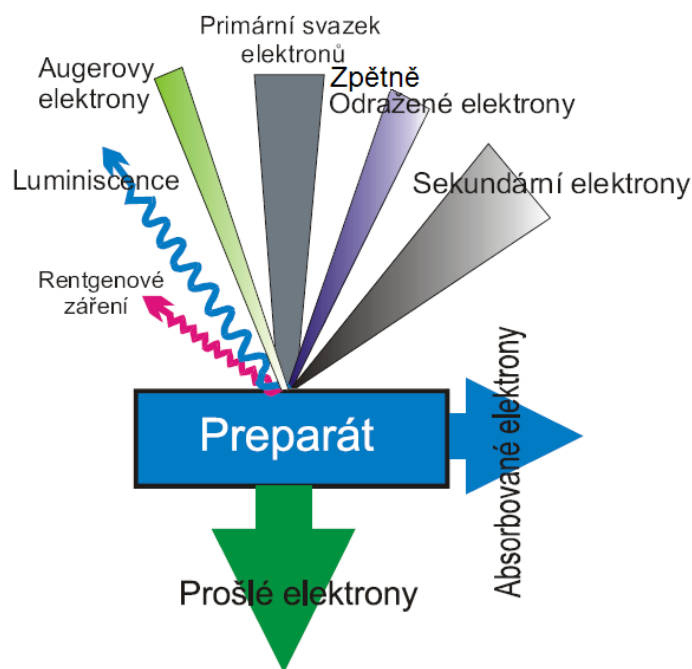 Primární svazek
elektronů
Augerovy
elektrony
Zpětně
Odražené elektrony
Luminiscence
Sekundární elektrony
Rentgenové
záření
Preparát
Absorbované elektrony
Prošlé elektrony